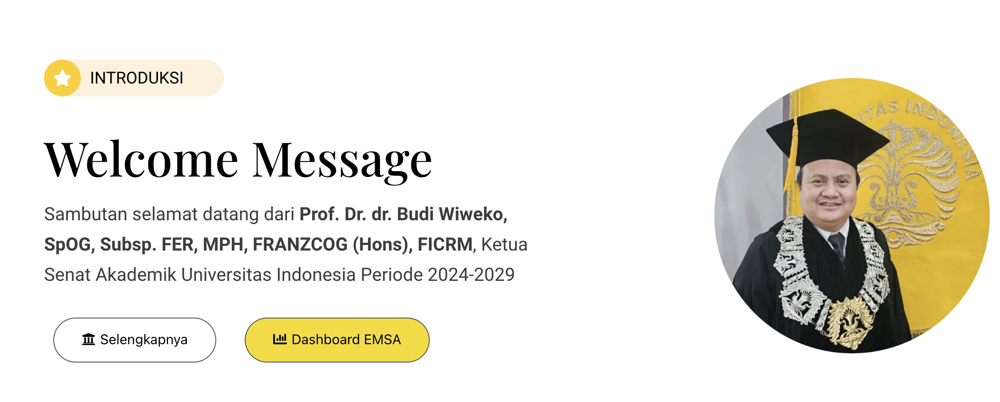 INTRODUKSI
Welcome Message
Sambutan selamat datang dari Prof. Dr. dr. Budi Wiweko,
SpOG, Subsp. FER, MPH, FRANZCOG (Hons), FICRM, Ketua
Senat Akademik Universitas Indonesia Periode 2024-2029
Selengkapnya
Dashboard EMSA
ITAS INDONESIA